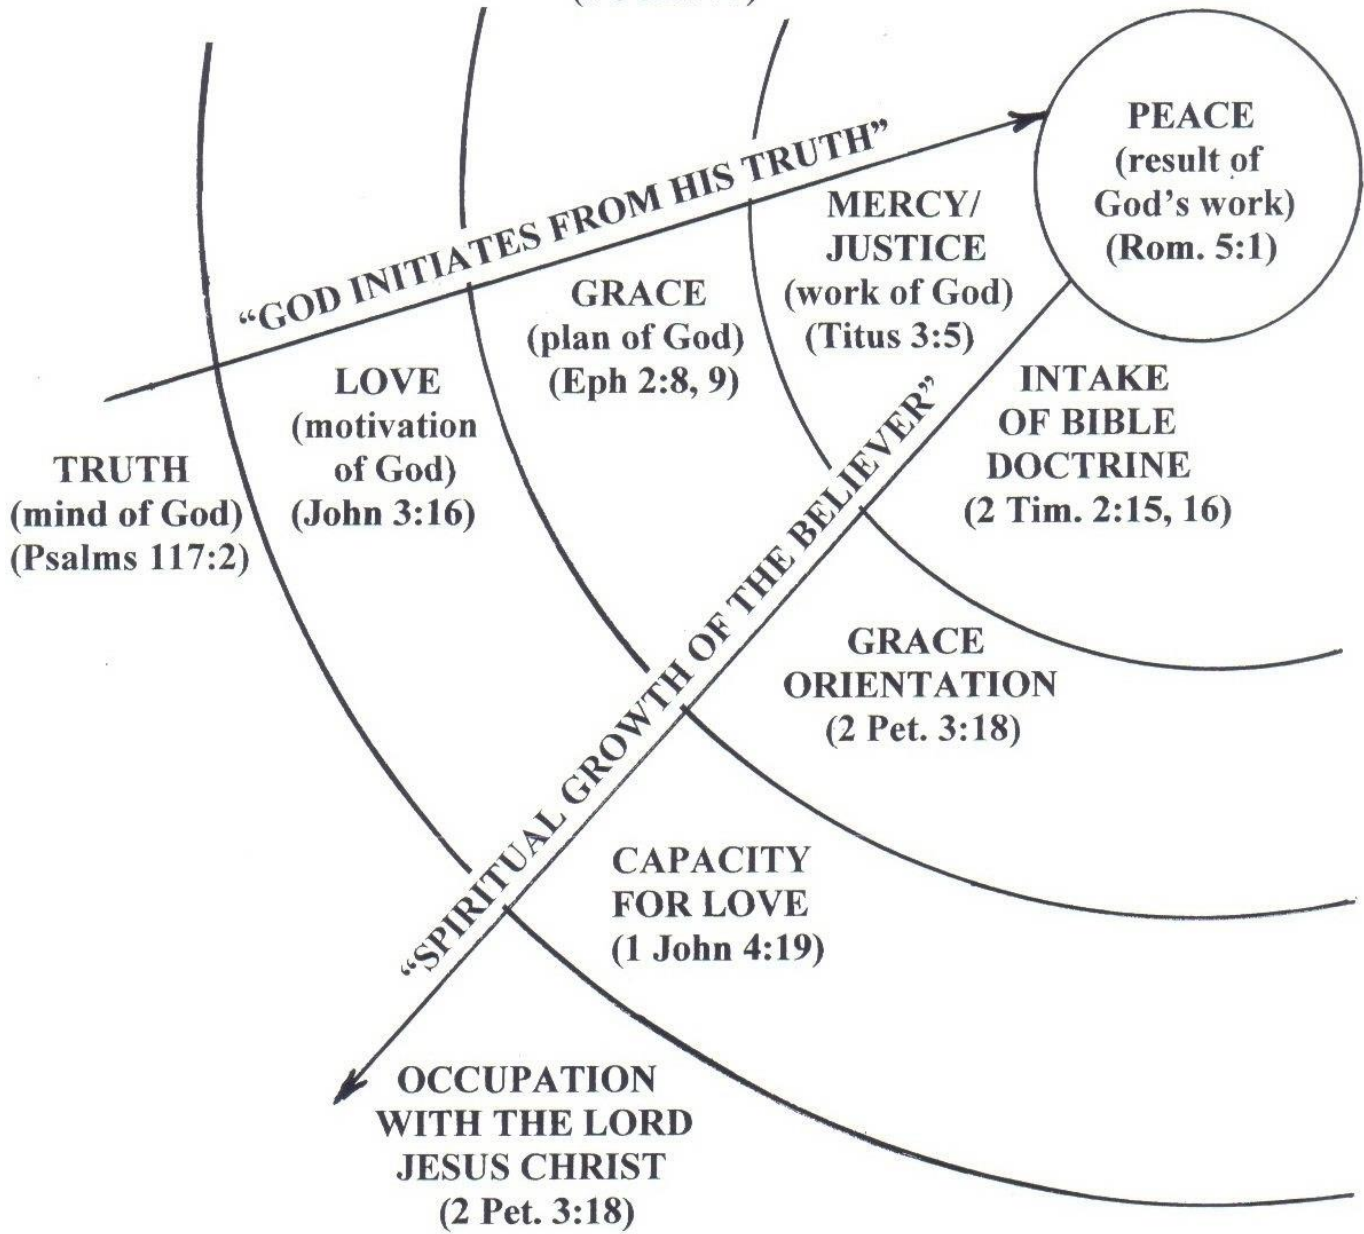 PEACE
(result of
God's work)
(Rom. 5:1)
“GOD INITIATES FROM HIS TRUTH”
MERCY/
JUSTICE
(work of God)
(Titus 3:5)
GRACE
(plan of God)
(Eph 2:8, 9)
LOVE
(motivation
of God)
(John 3:16)
TRUTH
(mind of God)
(Psalms 117:2)
“SPIRITUAL GROWTH OF THE BELIEVER”
INTAKE
OF BIBLE
DOCTRINE
(2 Tim. 2:15, 16)
GRACE
ORIENTATION
(2 Pet. 3:18)
CAPACITY
FOR LOVE
(1 John 4:19)
OCCUPATION
WITH THE LORD
JESUS CHRIST
(2 Pet. 3:18)